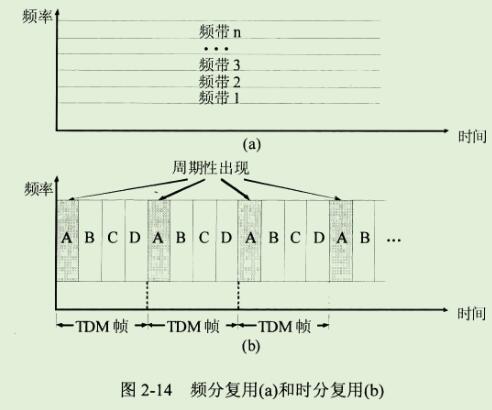 频率
频带 n
...
频带 3
频带 2
频带 1
时间
(a)
周期性出现
频率
A B C D A B C D A B C D A B ...
时间
TDM 帧 TDM 帧 TDM 帧
(b)
图 2-14 频分复用(a)和时分复用(b)